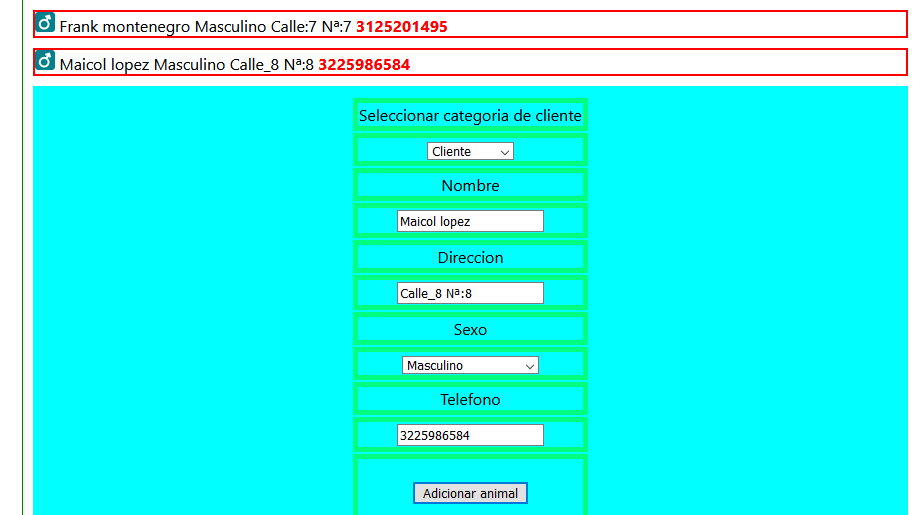 Frank montenegro Masculino Calle:7 Nª:7 3125201495
Maicol lopez Masculino Calle_8 Nª:8 3225986584
Seleccionar categoria de cliente
Cliente
Nombre
Maicol lopez
Direccion
Calle_8 Nª:8
Sexo
Masculino
Telefono
3225986584
Adicionar animal